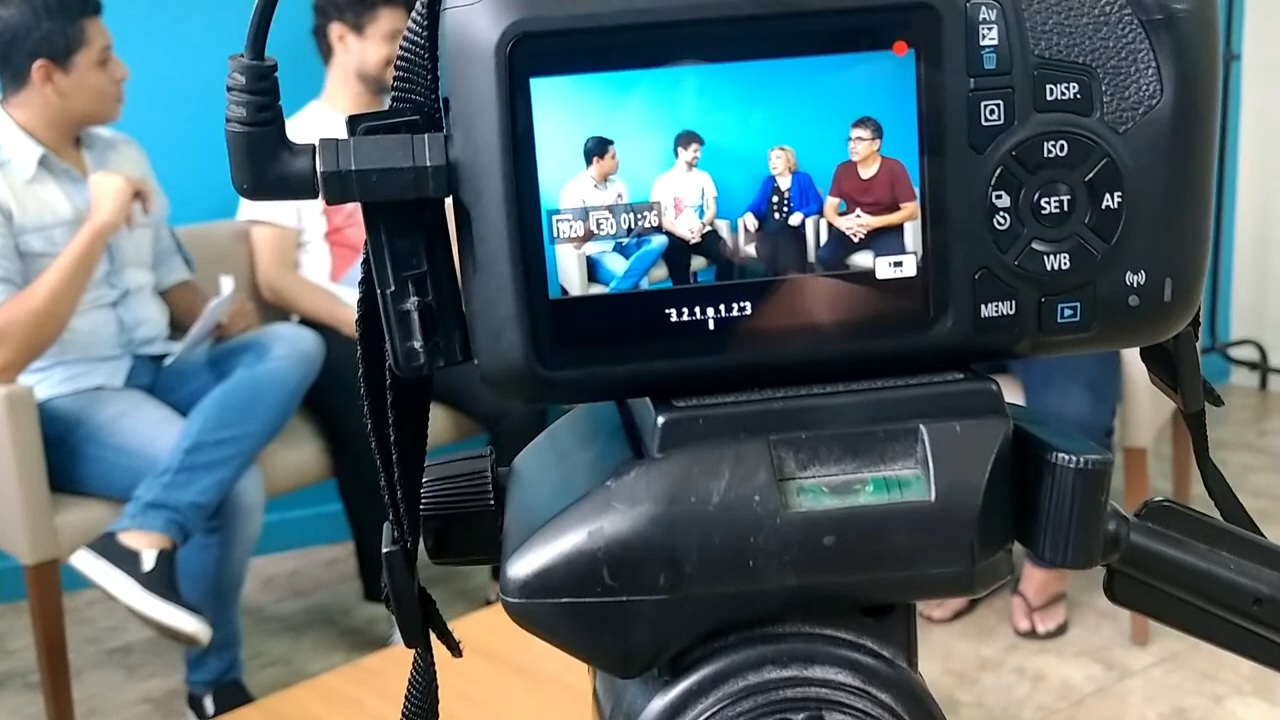 Av
DISP.
Q
ISO
SET
AF
WB
MENU
1920 30 01:26
-3..2..1..0..1..2..3